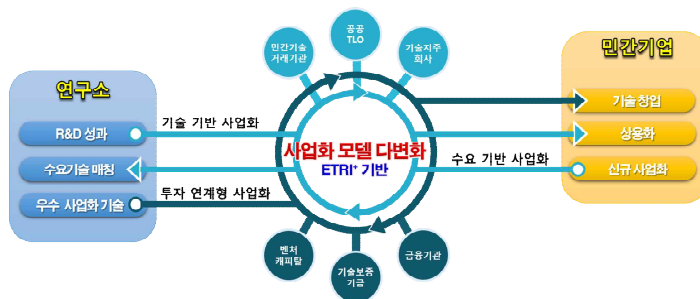 공공
TLO
민간기술
거래기관
기술지주
회사
민간기업
연구소
기술 창업
R&D 성과
기술 기반 사업화
상용화
사업화 모델 다변화
ETRI+ 기반
수요기술 매칭
수요 기반 사업화
신규 사업화
투자 연계형 사업화
우수 사업화 기술
벤처
캐피탈
기술보증
기금
금융기관